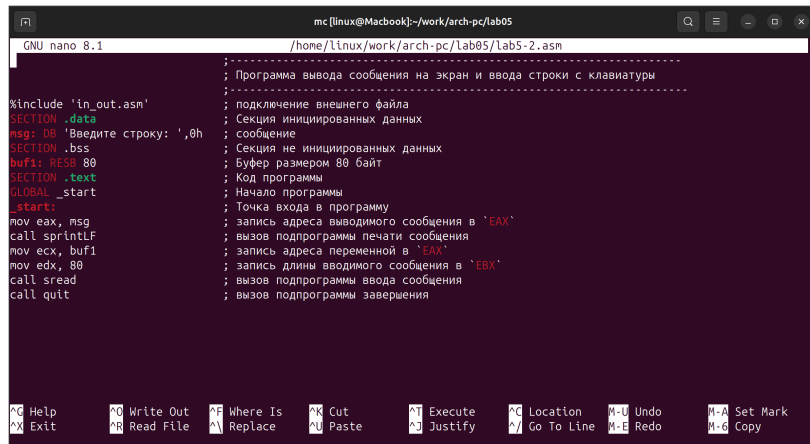 mc [linux@Macbook]:~/work/arch-pc/lab05
GNU nano 8.1 /home/linux/work/arch-pc/lab05/lab5-2.asm
;--------------------------------------------------------------------
; Программа вывода сообщения на экран и ввода строки с клавиатуры
;---------------------------------------------------------------------
%include 'in_out.asm' ; подключение внешнего файла
SECTION .data ; Секция инициированных данных
msg: DB 'Введите строку: ',0h ; сообщение
SECTION .bss ; Секция не инициированных данных
buf1: RESB 80 ; Буфер размером 80 байт
SECTION .text ; Код программы
GLOBAL _start ; Начало программы
_start: ; Точка входа в программу
mov eax, msg ; запись адреса выводимого сообщения в `EAX`
call sprintLF ; вызов подпрограммы печати сообщения
mov ecx, buf1 ; запись адреса переменной в `EAX`
mov edx, 80 ; запись длины вводимого сообщения в `EBX`
call sread ; вызов подпрограммы ввода сообщения
call quit ; вызов подпрограммы завершения
^G Help ^O Write Out ^F Where Is ^K Cut ^T Execute ^C Location M-U Undo M-A Set Mark
^X Exit ^R Read File ^\ Replace ^U Paste ^J Justify ^/ Go To Line M-E Redo M-6 Copy